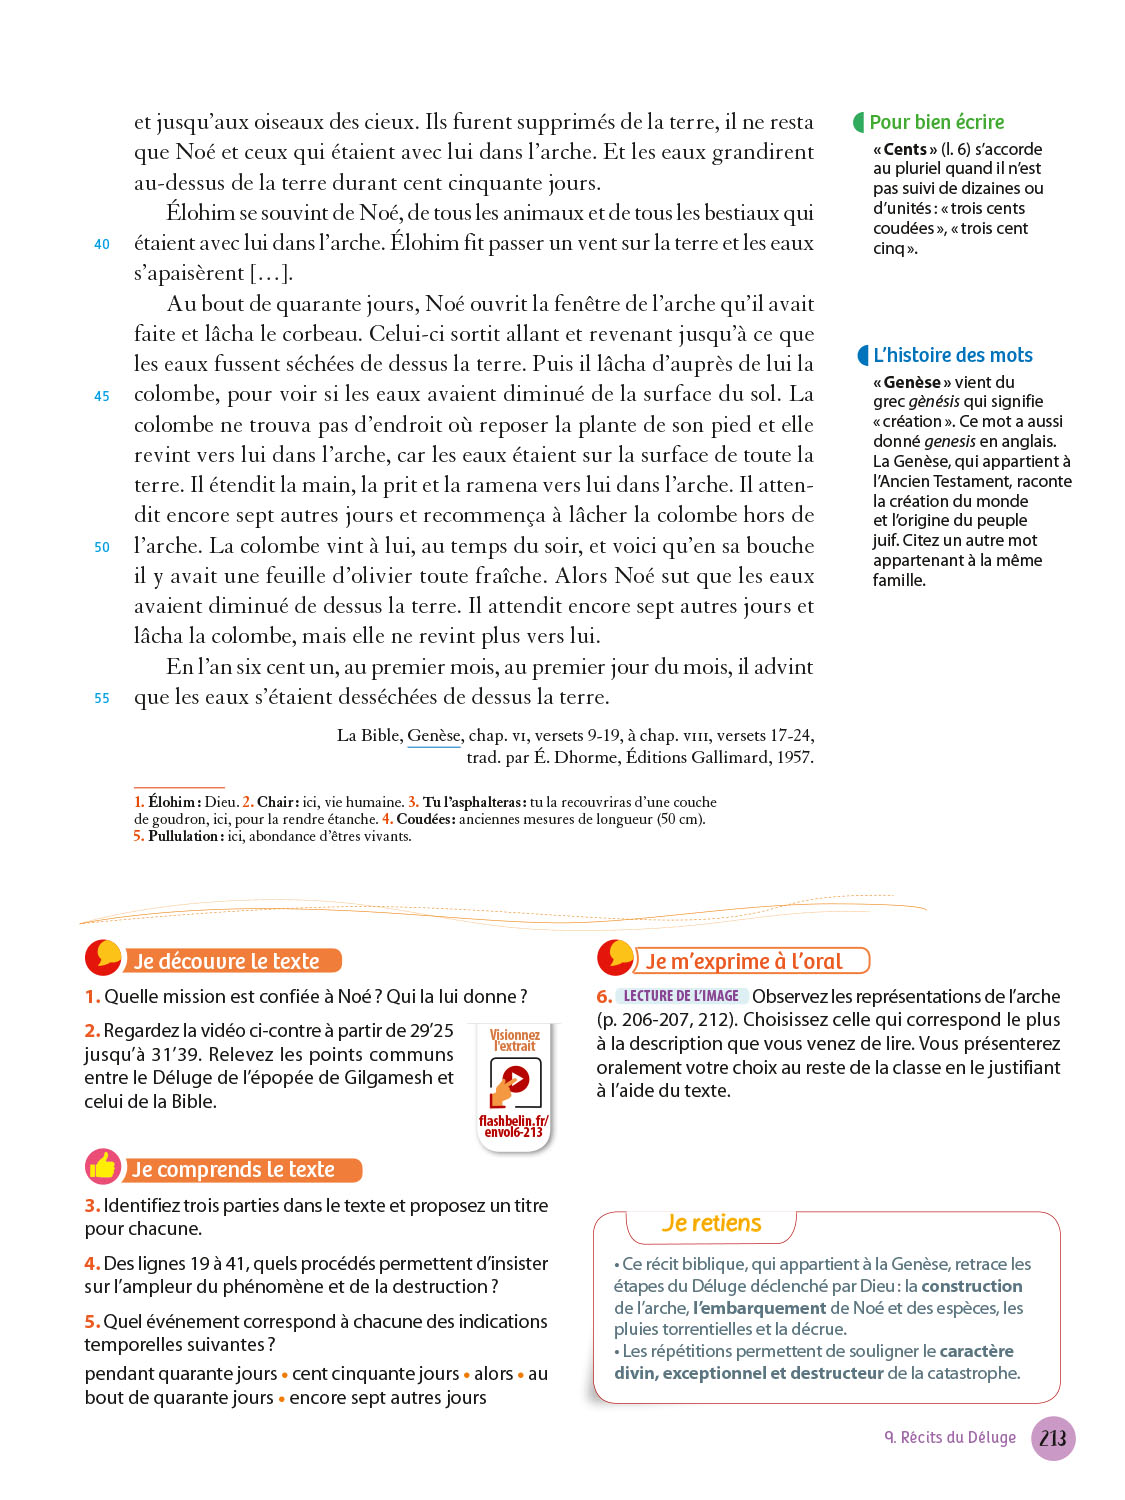 et jusqu'aux oiseaux des cieux. Ils furent supprimés de la terre, il ne resta
que Noé et ceux qui étaient avec lui dans l'arche. Et les eaux grandirent
au-dessus de la terre durant cent cinquante jours.
Élohim se souvint de Noé, de tous les animaux et de tous les bestiaux qui
40 étaient avec lui dans l'arche. Élohim fit passer un vent sur la terre et les eaux
s'apaisèrent […].
Au bout de quarante jours, Noé ouvrit la fenêtre de l'arche qu'il avait
faite et lâcha le corbeau. Celui-ci sortit allant et revenant jusqu'à ce que
les eaux fussent séchées de dessus la terre. Puis il lâcha d'auprès de lui la
45 colombe, pour voir si les eaux avaient diminué de la surface du sol. La
colombe ne trouva pas d'endroit où reposer la plante de son pied et elle
revint vers lui dans l'arche, car les eaux étaient sur la surface de toute la
terre. Il étendit la main, la prit et la ramena vers lui dans l'arche. Il atten-
dit encore sept autres jours et recommença à lâcher la colombe hors de
50 l'arche. La colombe vint à lui, au temps du soir, et voici qu'en sa bouche
il y avait une feuille d'olivier toute fraîche. Alors Noé sut que les eaux
avaient diminué de dessus la terre. Il attendit encore sept autres jours et
lâcha la colombe, mais elle ne revint plus vers lui.
En l'an six cent un, au premier mois, au premier jour du mois, il advint
55 que les eaux s'étaient desséchées de dessus la terre.
La Bible, Genèse, chap. VI, versets 9-19, à chap. VIII, versets 17-24,
trad. par É. Dhorme, Éditions Gallimard, 1957.
1. Élohim : Dieu. 2. Chair : ici, vie humaine. 3. Tu l'asphalteras : tu la recouvriras d'une couche
de goudron, ici, pour la rendre étanche. 4. Coudées : anciennes mesures de longueur (50 cm).
5. Pullulation : ici, abondance d'êtres vivants.
Pour bien écrire
« Cents » (l. 6) s'accorde
au pluriel quand il n'est
pas suivi de dizaines ou
d'unités : « trois cents
coudées », « trois cent
cinq ».
L'histoire des mots
« Genèse » vient du
grec gènésis qui signifie
« création ». Ce mot a aussi
donné genesis en anglais.
La Genèse, qui appartient à
l'Ancien Testament, raconte
la création du monde
et l'origine du peuple
juif. Citez un autre mot
appartenant à la même
famille.
Je découvre le texte
1. Quelle mission est confiée à Noé ? Qui la lui donne ?
2. Regardez la vidéo ci-contre à partir de 29'25
jusqu'à 31'39. Relevez les points communs
entre le Déluge de l'épopée de Gilgamesh et
celui de la Bible.
Visionnez
l'extrait
flashbelin.fr/
envol6-213
Je comprends le texte
3. Identifiez trois parties dans le texte et proposez un titre
pour chacune.
4. Des lignes 19 à 41, quels procédés permettent d'insister
sur l'ampleur du phénomène et de la destruction ?
5. Quel événement correspond à chacune des indications
temporelles suivantes ?
pendant quarante jours • cent cinquante jours • alors • au
bout de quarante jours • encore sept autres jours
Je m'exprime à l'oral
6. LECTURE DE L'IMAGE Observez les représentations de l'arche
(p. 206-207, 212). Choisissez celle qui correspond le plus
à la description que vous venez de lire. Vous présenterez
oralement votre choix au reste de la classe en le justifiant
à l'aide du texte.
Je retiens
• Ce récit biblique, qui appartient à la Genèse, retrace les
étapes du Déluge déclenché par Dieu : la construction
de l'arche, l'embarquement de Noé et des espèces, les
pluies torrentielles et la décrue.
• Les répétitions permettent de souligner le caractère
divin, exceptionnel et destructeur de la catastrophe.
9. Récits du Déluge 213